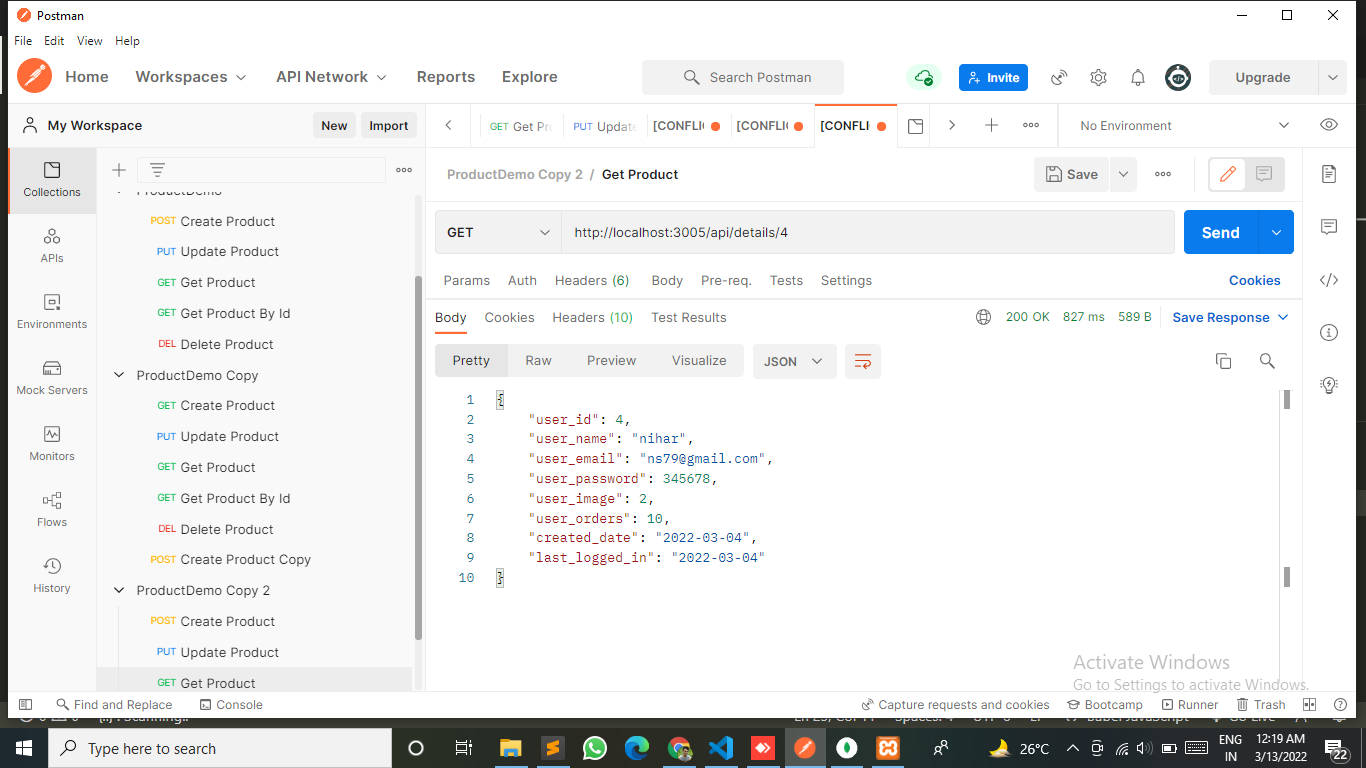 Postman
File Edit View Help
Home Workspaces API Network Reports Explore Search Postman Invite Upgrade
My Workspace New Import
GET Get Pr PUT Update [CONFLI [CONFLI [CONFLI No Environment
Collections
APIs
Environments
Mock Servers
Monitors
Flows
History
ProductDemo
POST Create Product
PUT Update Product
GET Get Product
GET Get Product By Id
DEL Delete Product
ProductDemo Copy
GET Create Product
PUT Update Product
GET Get Product
GET Get Product By Id
DEL Delete Product
POST Create Product Copy
ProductDemo Copy 2
POST Create Product
PUT Update Product
GET Get Product
ProductDemo Copy 2 / Get Product Save
GET http://localhost:3005/api/details/4 Send
Params Auth Headers (6) Body Pre-req. Tests Settings Cookies
Body Cookies Headers (10) Test Results 200 OK 827 ms 589 B Save Response
Pretty Raw Preview Visualize JSON
1 {
2 "user_id": 4,
3 "user_name": "nihar",
4 "user_email": "ns79@gmail.com",
5 "user_password": 345678,
6 "user_image": 2,
7 "user_orders": 10,
8 "created_date": "2022-03-04",
9 "last_logged_in": "2022-03-04"
10 }
Activate Windows
Go to Settings to activate Windows.
Find and Replace Console Capture requests and cookies Bootcamp Runner Trash
Type here to search 26°C ENG 12:19 AM
IN 3/13/2022 22